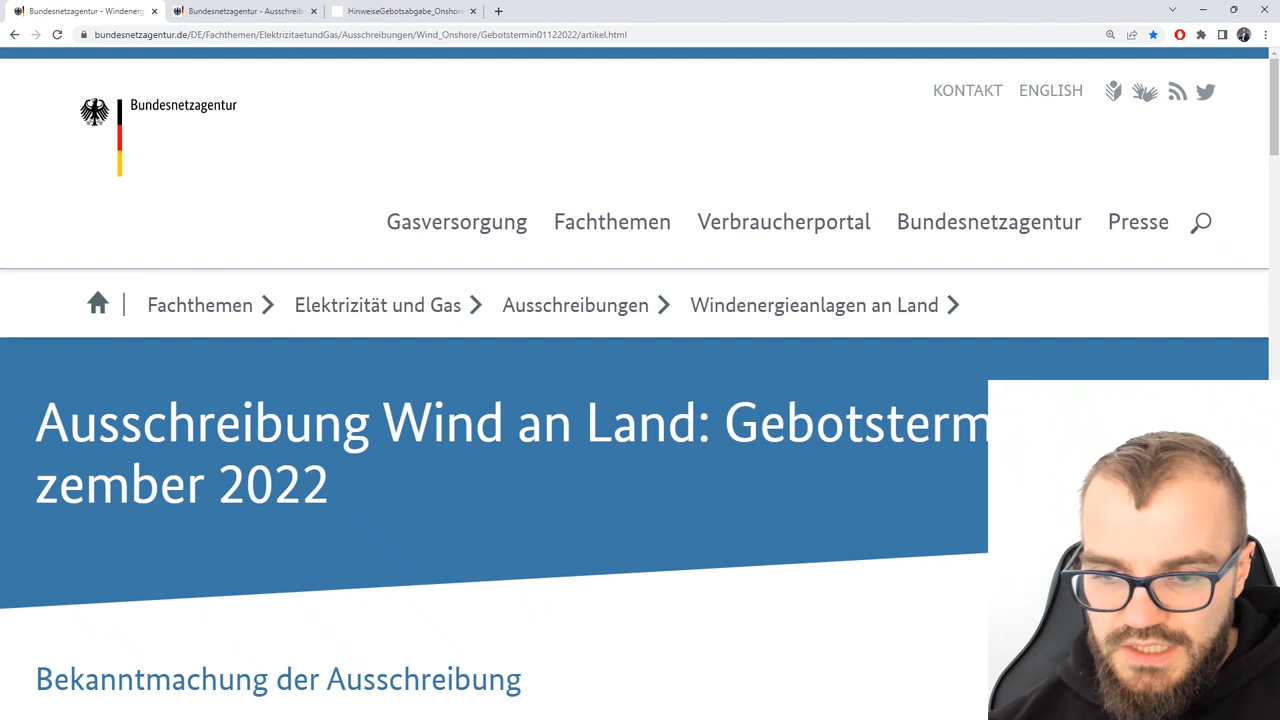 Bundesnetzagentur - Windenerg
Bundesnetzagentur - Ausschreib
HinweiseGebotsabgabe_Onshore
bundesnetzagentur.de/DE/Fachthemen/ElektrizitaetundGas/Ausschreibungen/Wind_Onshore/Gebotstermin01122022/artikel.html
Bundesnetzagentur
KONTAKT ENGLISH
Gasversorgung Fachthemen Verbraucherportal Bundesnetzagentur Presse
Fachthemen Elektrizität und Gas Ausschreibungen Windenergieanlagen an Land
Ausschreibung Wind an Land: Gebotsterm
zember 2022
Bekanntmachung der Ausschreibung